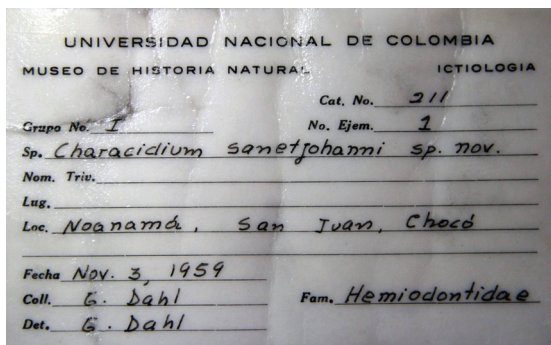 UNIVERSIDAD NACIONAL DE COLOMBIA
MUSEO DE HISTORIA NATURAL ICTIOLOGIA
Cat. No. 211
Grupo No. I No. Ejem. 1
Sp. Characidium sanctjohanni sp. nov.
Nom. Triv.
Lug.
Loc. Noanamá, San Juan, Chocó
Fecha Nov. 3, 1959
Coll. G. Dahl Fam. Hemiodontidae
Det. G. Dahl